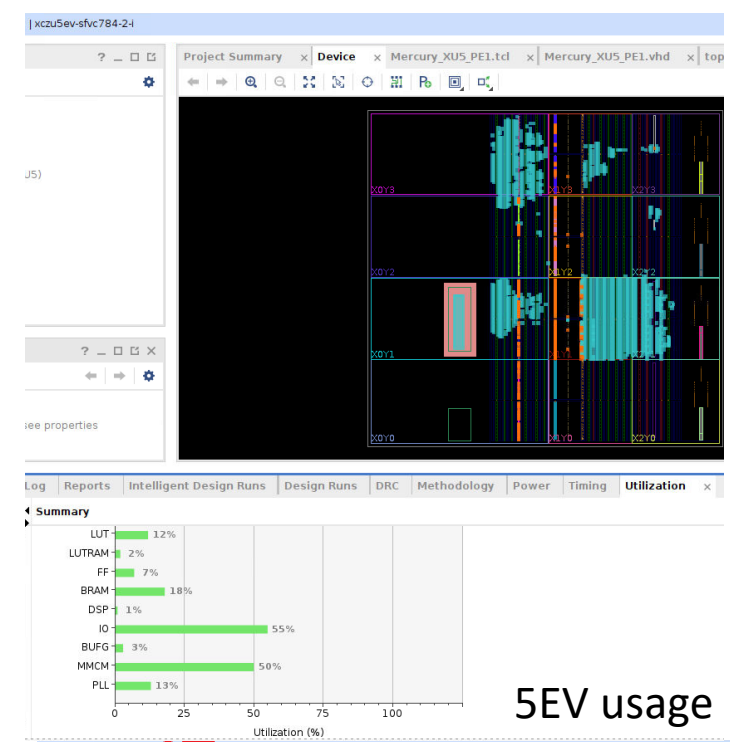 | xczu5ev-sfvc784-2-i
Project Summary × Device × Mercury_XU5_PE1.tcl × Mercury_XU5_PE1.vhd × top
U5)
X0Y3 X1Y3 X2Y3
X0Y2 X1Y2 X2Y2
X0Y1 X1Y1
X0Y0 X1Y0 X2Y0
see properties
Log Reports Intelligent Design Runs Design Runs DRC Methodology Power Timing Utilization ×
Summary
LUT 12%
LUTRAM 2%
FF 7%
BRAM 18%
DSP 1%
IO 55%
BUFG 3%
MMCM 50%
PLL 13%
0 25 50 75 100
Utilization (%)
5EV usage